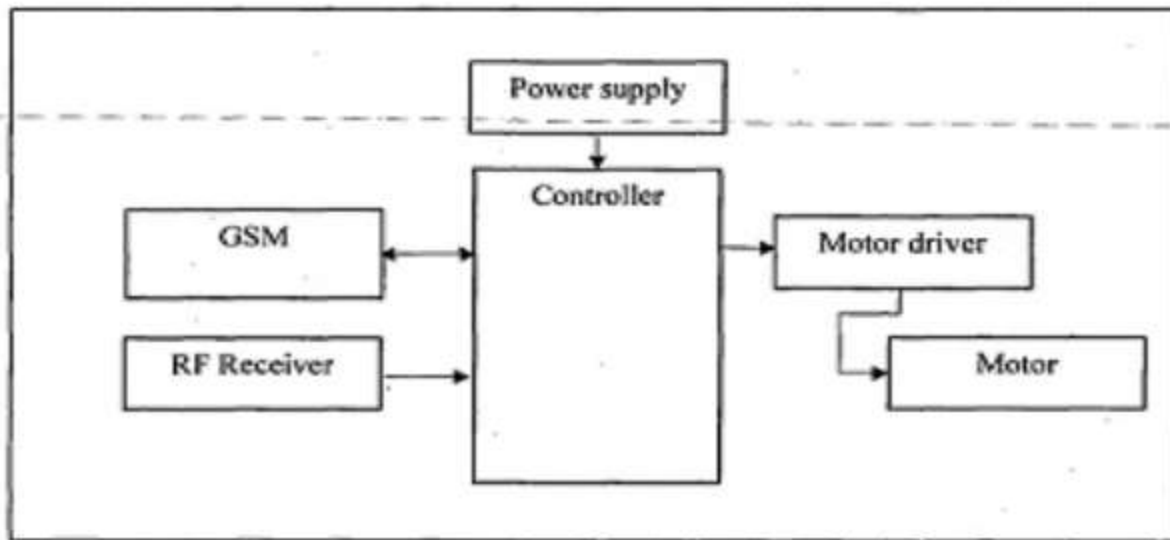 Power supply
Controller
GSM
Motor driver
RF Receiver
Motor